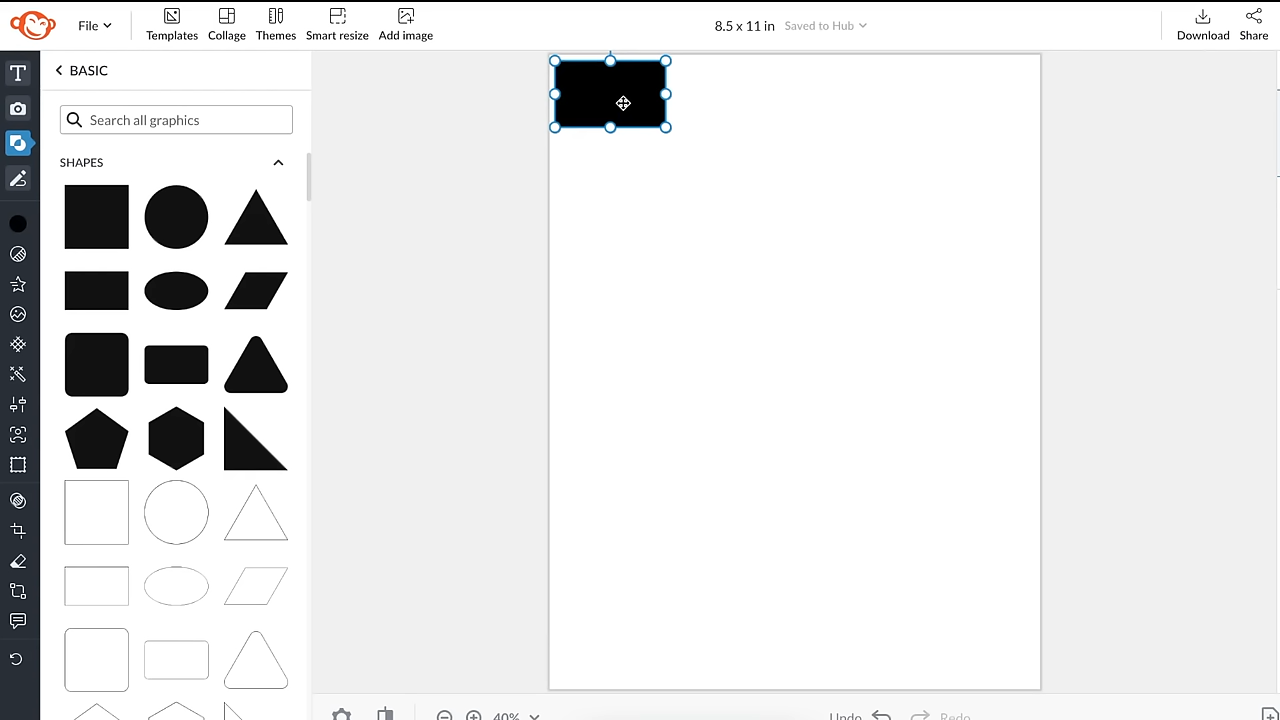 File
Templates
Collage
Themes
Smart resize
Add image
8.5 x 11 in
Saved to Hub
Download
Share
BASIC
Search all graphics
SHAPES
40%
Undo
Redo